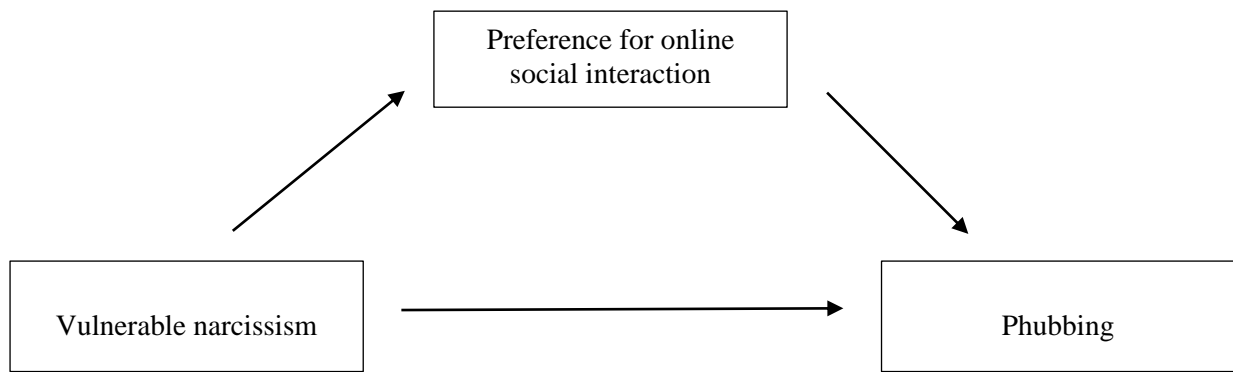 Preference for online
social interaction
Vulnerable narcissism
Phubbing